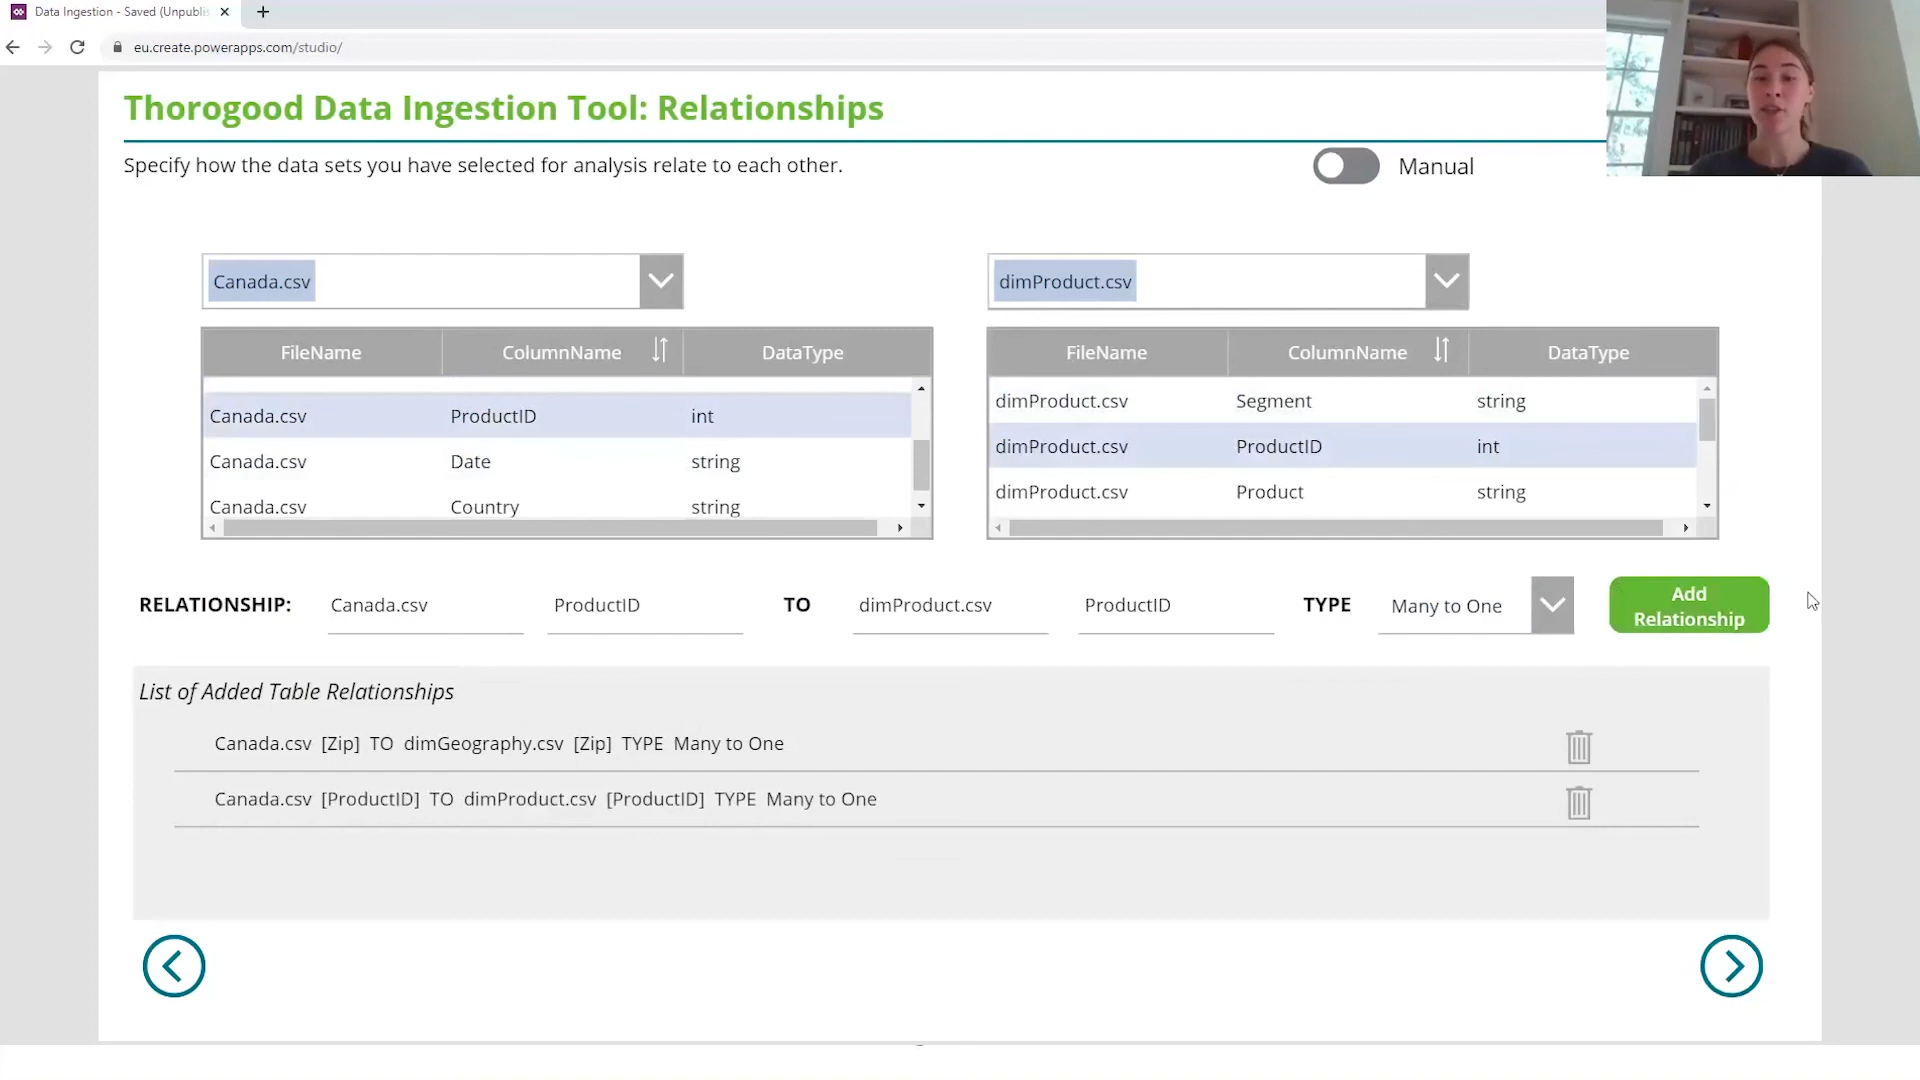 Data Ingestion - Saved (Unpublis
eu.create.powerapps.com/studio/
Thorogood Data Ingestion Tool: Relationships
Specify how the data sets you have selected for analysis relate to each other.
Manual
Canada.csv
dimProduct.csv
FileName ColumnName DataType
Canada.csv ProductID int
Canada.csv Date string
Canada.csv Country string
FileName ColumnName DataType
dimProduct.csv Segment string
dimProduct.csv ProductID int
dimProduct.csv Product string
RELATIONSHIP: Canada.csv ProductID TO dimProduct.csv ProductID TYPE Many to One
Add
Relationship
List of Added Table Relationships
Canada.csv [Zip] TO dimGeography.csv [Zip] TYPE Many to One
Canada.csv [ProductID] TO dimProduct.csv [ProductID] TYPE Many to One